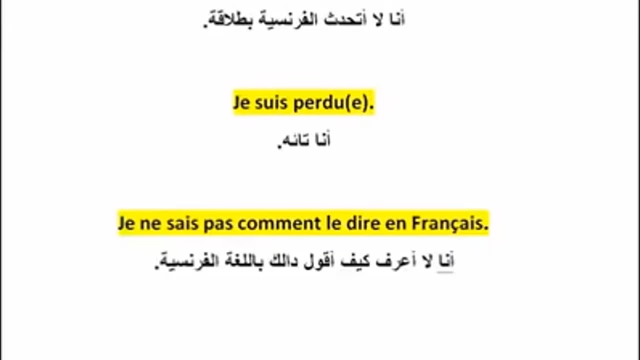 أنا لا أتحدث الفرنسية بطلاقة.
Je suis perdu(e).
أنا تائه.
Je ne sais pas comment le dire en Français.
أنا لا أعرف كيف أقول دالك باللغة الفرنسية.